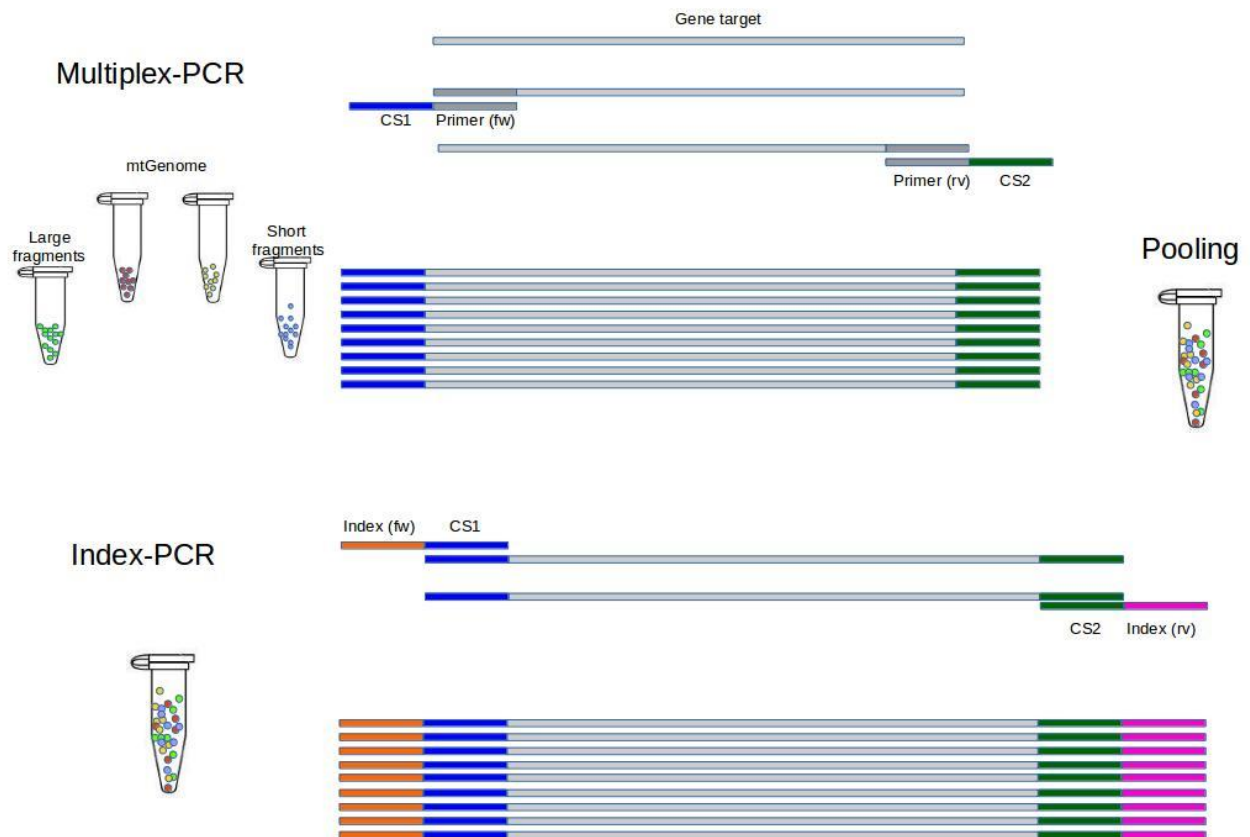 Gene target
Multiplex-PCR
CS1
Primer (fw)
mtGenome
Primer (rv)
CS2
Large
fragments
Short
fragments
Pooling
Index (fw)
CS1
Index-PCR
CS2
Index (rv)